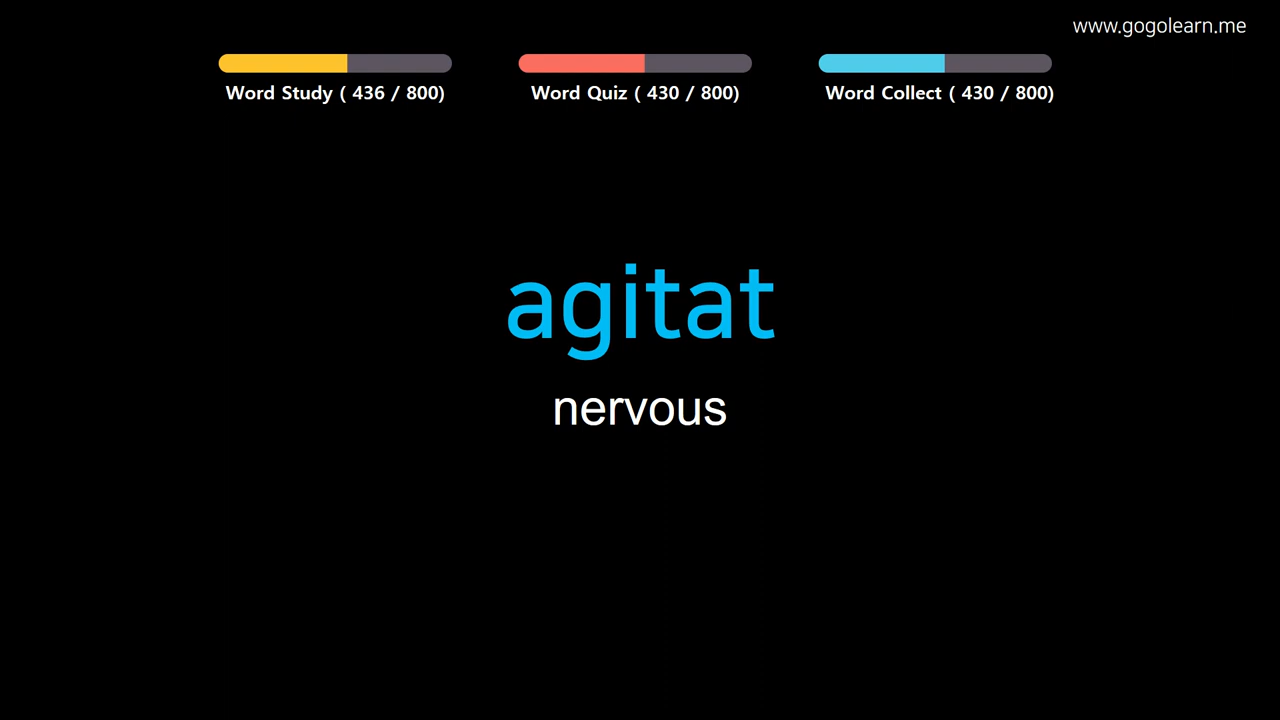 www.gogolearn.me
Word Study ( 436 / 800)
Word Quiz ( 430 / 800)
Word Collect ( 430 / 800)
agitat
nervous